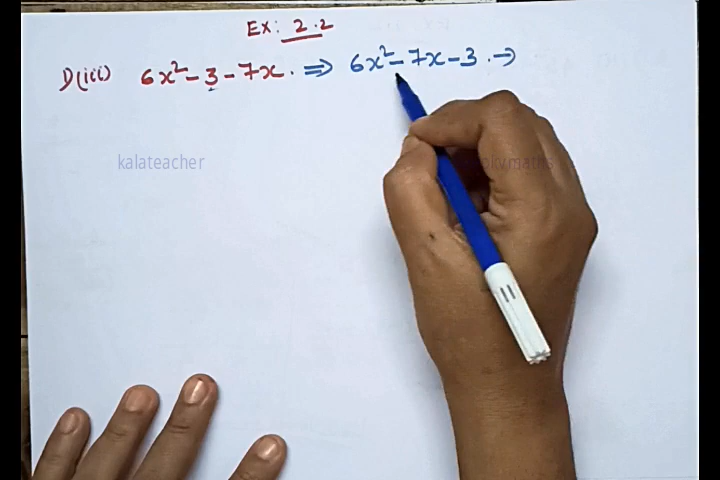 Ex: 2.2
1) (iii) 6x² - 3 - 7x. ⇒ 6x² - 7x - 3. →
kalateacher